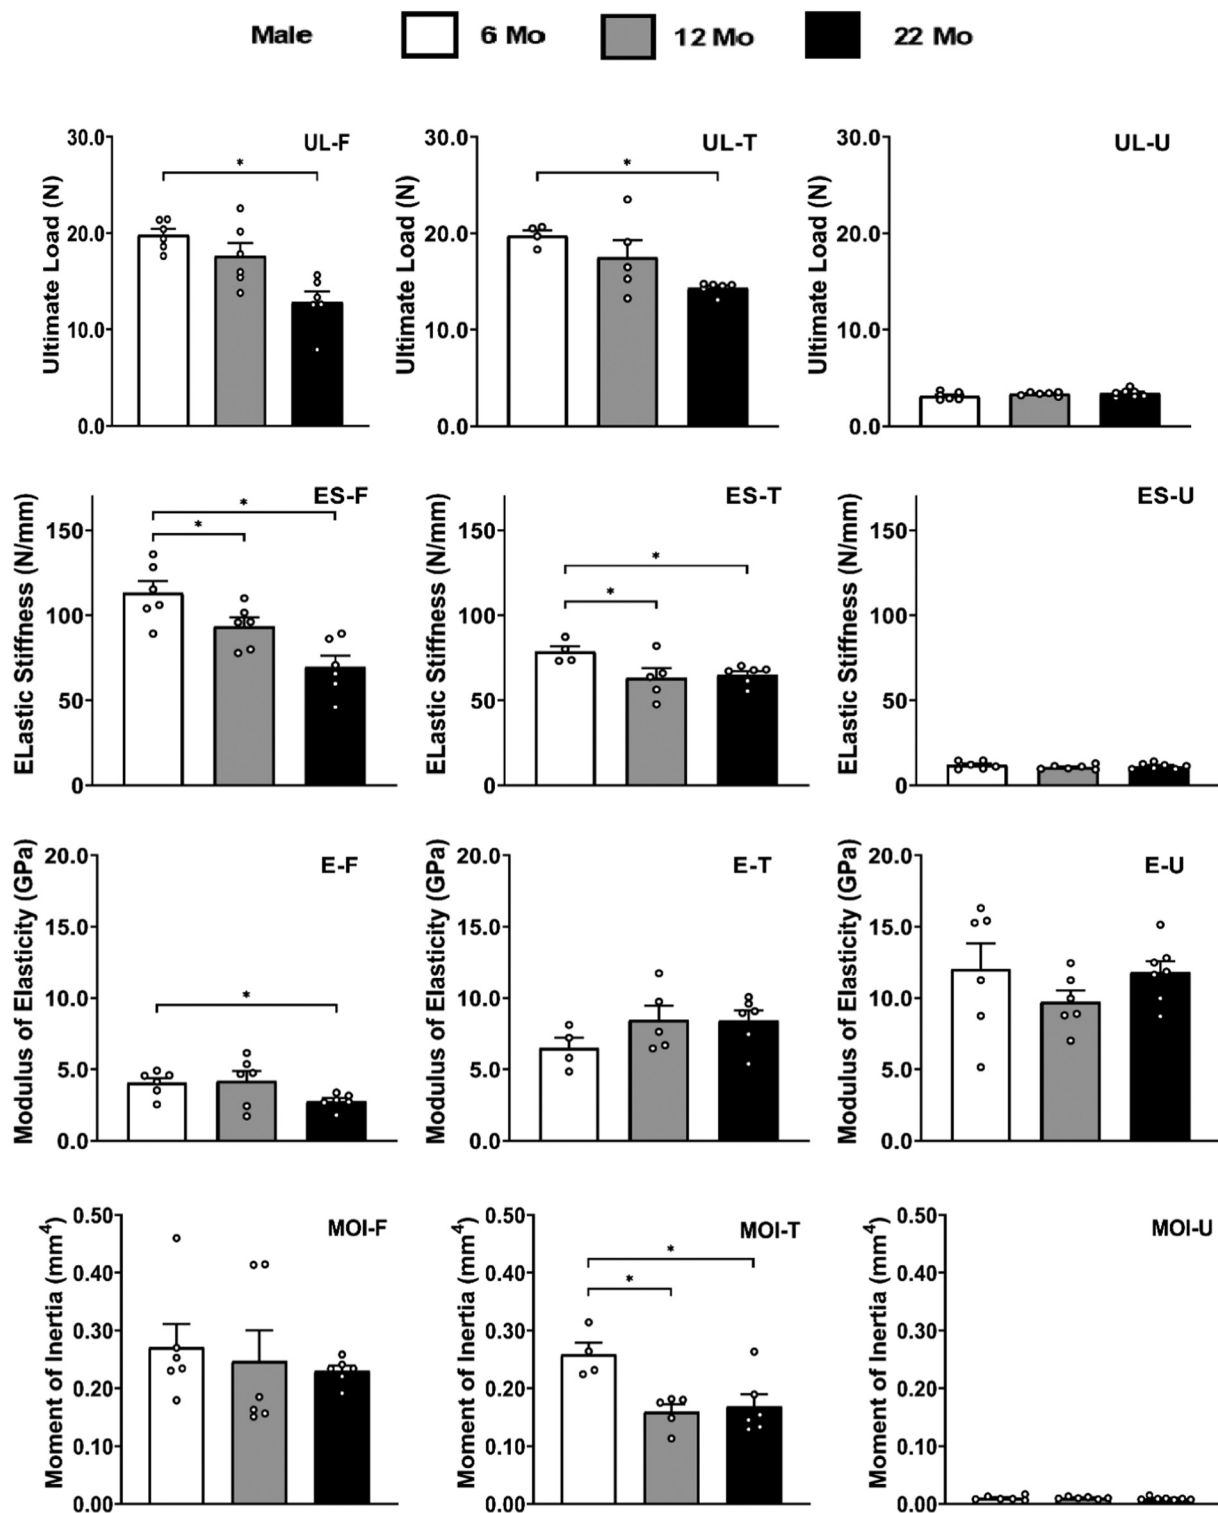 Male 6 Mo 12 Mo 22 Mo
UL-F
Ultimate Load (N)
30.0
20.0
10.0
0.0
*
UL-T
Ultimate Load (N)
30.0
20.0
10.0
0.0
*
UL-U
Ultimate Load (N)
30.0
20.0
10.0
0.0
ES-F
ELastic Stiffness (N/mm)
150
100
50
0
*
*
ES-T
ELastic Stiffness (N/mm)
150
100
50
0
*
*
ES-U
ELastic Stiffness (N/mm)
150
100
50
0
E-F
Modulus of Elasticity (GPa)
20.0
15.0
10.0
5.0
0.0
*
E-T
Modulus of Elasticity (GPa)
20.0
15.0
10.0
5.0
0.0
E-U
Modulus of Elasticity (GPa)
20.0
15.0
10.0
5.0
0.0
MOI-F
Moment of Inertia (mm⁴)
0.50
0.40
0.30
0.20
0.10
0.00
MOI-T
Moment of Inertia (mm⁴)
0.50
0.40
0.30
0.20
0.10
0.00
*
*
MOI-U
Moment of Inertia (mm⁴)
0.50
0.40
0.30
0.20
0.10
0.00